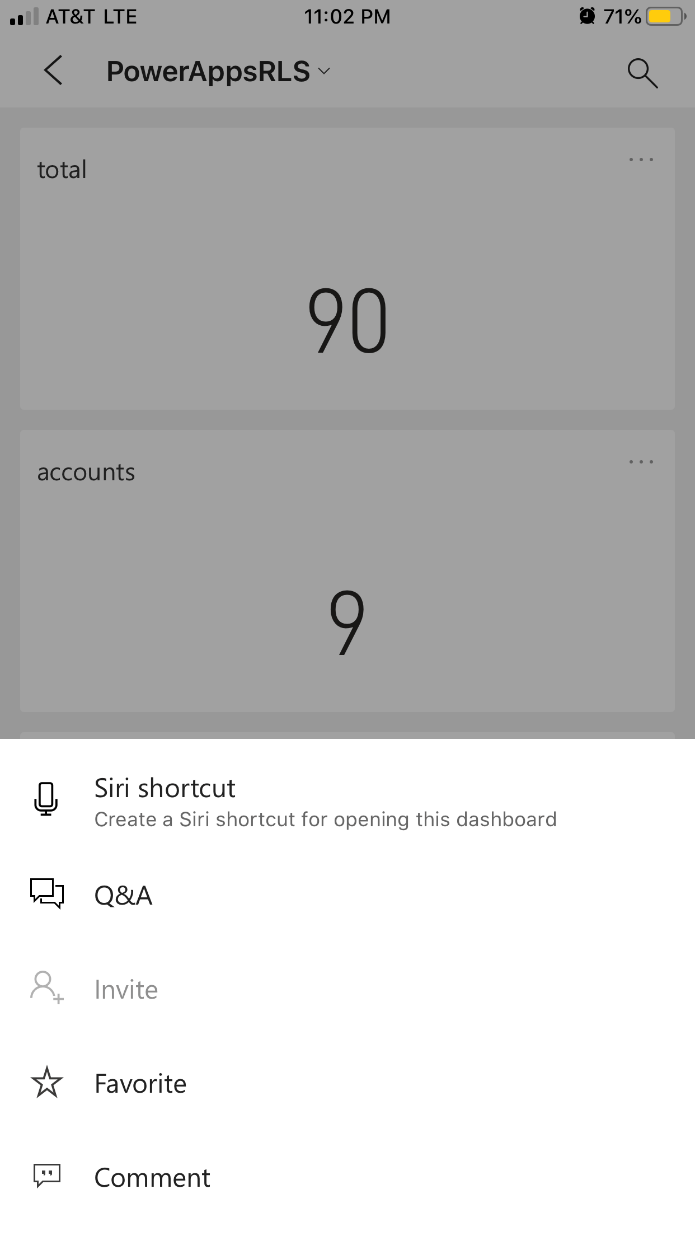 AT&T LTE 11:02 PM 71%
PowerAppsRLS
total
90
accounts
9
Siri shortcut
Create a Siri shortcut for opening this dashboard
Q&A
Invite
Favorite
Comment